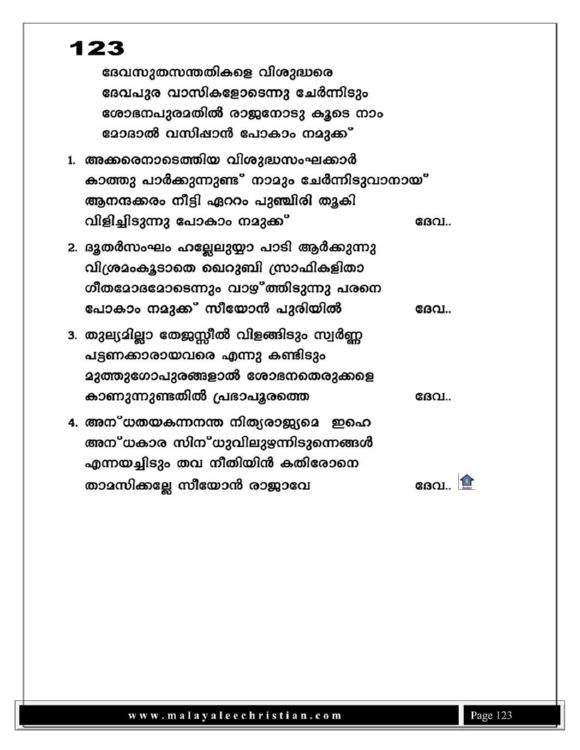 123
ദേവസുതസന്തതികളെ വിശുദ്ധരെ
ദേവപുര വാസികളോടെന്നു ചേർന്നിടും
ശോഭനപുരമതിൽ രാജനോടു കൂടെ നാം
മോദാൽ വസിപ്പാൻ പോകാം നമുക്ക്
1. അക്കരെനാടെത്തിയ വിശുദ്ധസംഘക്കാർ
കാത്തു പാർക്കുന്നുണ്ട് നാമും ചേർന്നിടുവാനായ്
ആനന്ദക്കരം നീട്ടി ഏററം പുഞ്ചിരി തൂകി
വിളിച്ചിടുന്നു പോകാം നമുക്ക് ദേവ..
2. ദൂതർസംഘം ഹല്ലേലുയ്യാ പാടി ആർക്കുന്നു
വിശ്രമംകൂടാതെ ഖെറുബി സ്രാഫികളിതാ
ഗീതമോദമോടെന്നും വാഴ്ത്തിടുന്നു പരനെ
പോകാം നമുക്ക് സീയോൻ പുരിയിൽ ദേവ..
3. തുല്യമില്ലാ തേജസ്സിൽ വിളങ്ങിടും സ്വർണ്ണ
പട്ടണക്കാരായവരെ എന്നു കണ്ടിടും
മുത്തുഗോപുരങ്ങളാൽ ശോഭനതെരുക്കളെ
കാണുന്നുണ്ടതിൽ പ്രഭാപൂരത്തെ ദേവ..
4. അന്ധതയകന്നനന്ത നിത്യരാജ്യമെ ഇഹെ
അന്ധകാര സിന്ധുവിലുഴന്നിടുന്നെങ്ങൾ
എന്നയച്ചിടും തവ നീതിയിൻ കതിരോനെ
താമസിക്കല്ലേ സീയോൻ രാജാവേ ദേവ..
www.malayaleechristian.com
Page 123